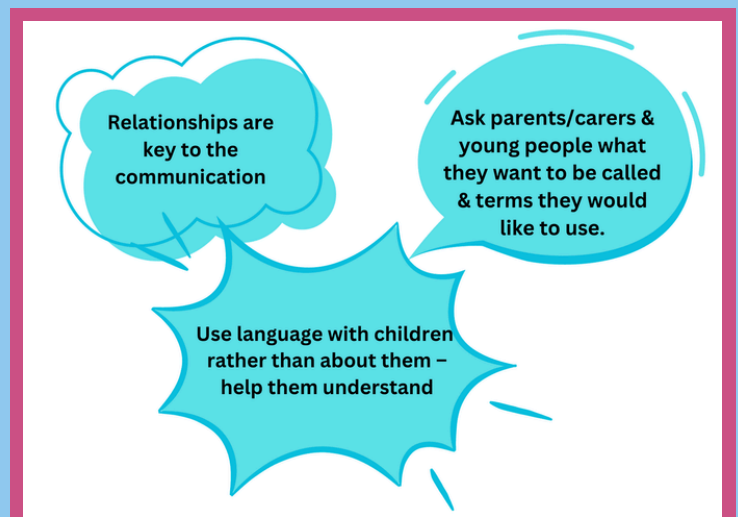 Relationships are
key to the
communication
Ask parents/carers &
young people what
they want to be called
& terms they would
like to use.
Use language with children
rather than about them –
help them understand